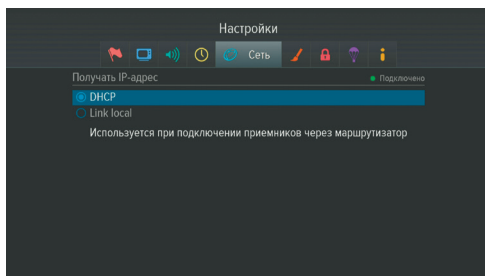 Настройки
Сеть
Получать IP-адрес
Подключено
DHCP
Link local
Используется при подключении приемников через маршрутизатор